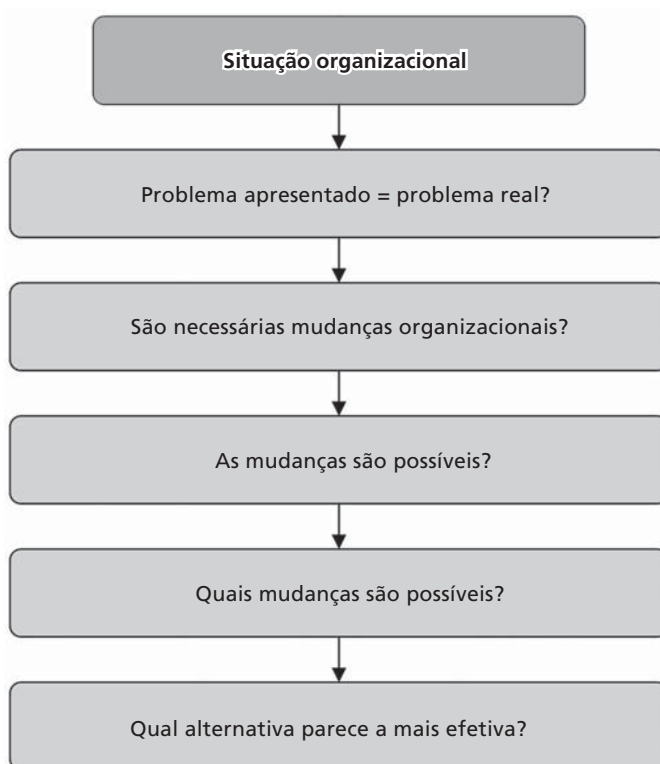 Situação organizacional
Problema apresentado = problema real?
São necessárias mudanças organizacionais?
As mudanças são possíveis?
Quais mudanças são possíveis?
Qual alternativa parece a mais efetiva?